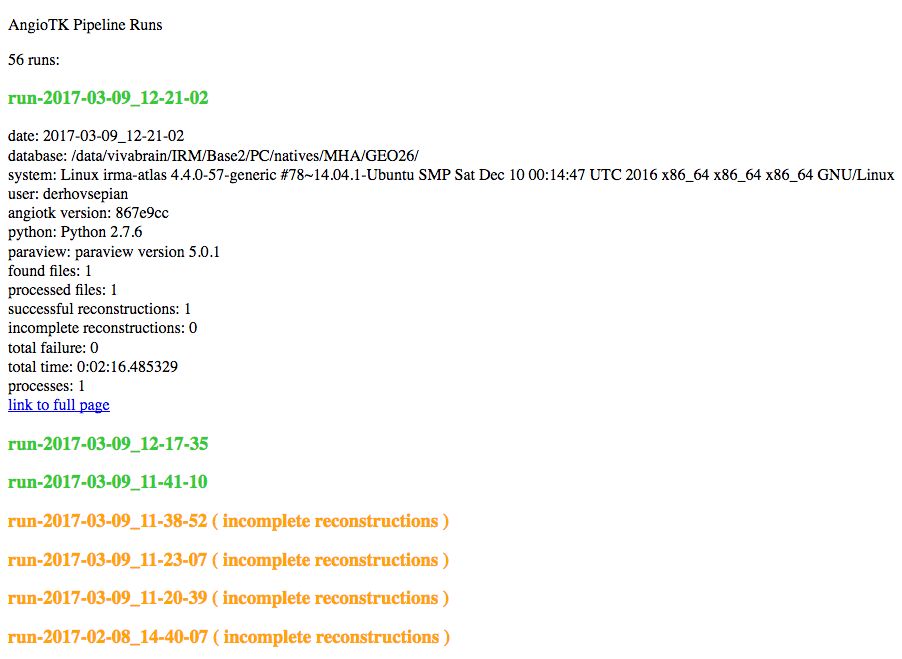 AngioTK Pipeline Runs
56 runs:
run-2017-03-09_12-21-02
date: 2017-03-09_12-21-02
database: /data/vivabrain/IRM/Base2/PC/natives/MHA/GEO26/
system: Linux irma-atlas 4.4.0-57-generic #78~14.04.1-Ubuntu SMP Sat Dec 10 00:14:47 UTC 2016 x86_64 x86_64 x86_64 GNU/Linux
user: derhovsepian
angiotk version: 867e9cc
python: Python 2.7.6
paraview: paraview version 5.0.1
found files: 1
processed files: 1
successful reconstructions: 1
incomplete reconstructions: 0
total failure: 0
total time: 0:02:16.485329
processes: 1
link to full page
run-2017-03-09_12-17-35
run-2017-03-09_11-41-10
run-2017-03-09_11-38-52 ( incomplete reconstructions )
run-2017-03-09_11-23-07 ( incomplete reconstructions )
run-2017-03-09_11-20-39 ( incomplete reconstructions )
run-2017-02-08_14-40-07 ( incomplete reconstructions )